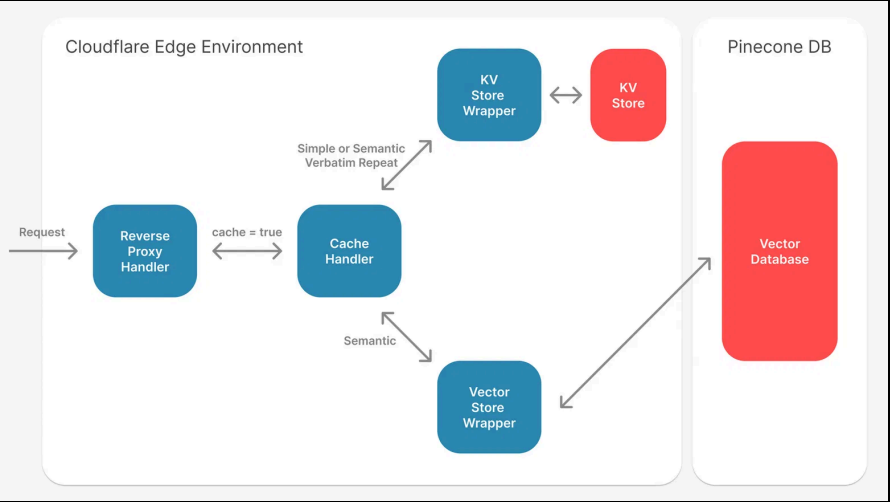 Cloudflare Edge Environment
Pinecone DB
KV
Store
Wrapper
KV
Store
Simple or Semantic
Verbatim Repeat
Request
Reverse
Proxy
Handler
cache = true
Cache
Handler
Vector
Database
Semantic
Vector
Store
Wrapper